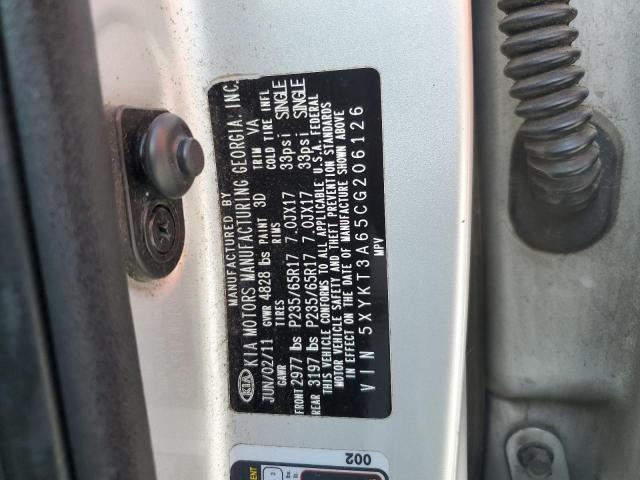 MANUFACTURED BY
KIA KIA MOTORS MANUFACTURING GEORGIA, INC.
JUN/02/11 GVWR 4828 lbs PAINT 3D TRIM VA
GAWR TIRES RIMS COLD TIRE INFL
FRONT 2977 lbs P235/65R17 7.0JX17 33psi SINGLE
REAR 3197 lbs P235/65R17 7.0JX17 33psi SINGLE
THIS VEHICLE CONFORMS TO ALL APPLICABLE U.S.A. FEDERAL
MOTOR VEHICLE SAFETY AND THEFT PREVENTION STANDARDS
IN EFFECT ON THE DATE OF MANUFACTURE SHOWN ABOVE
VIN 5XYKT3A65CG206126
MPV
002